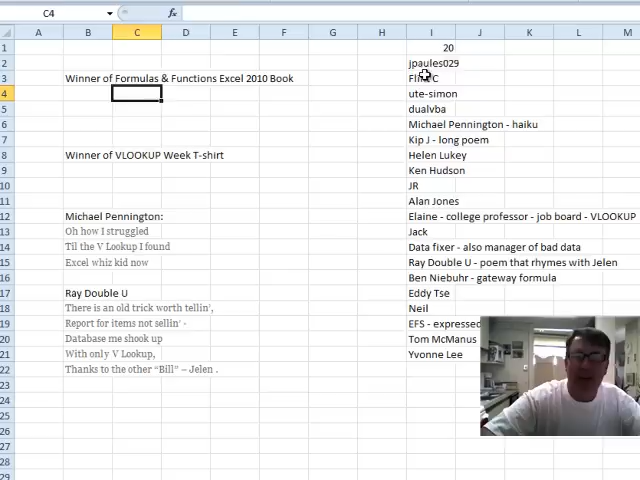 C4 fx
A B C D E F G H I J K L M
1 20
2 jpaules029
3 Winner of Formulas & Functions Excel 2010 Book
4 ute-simon
5 dualvba
6 Michael Pennington - haiku
7 Kip J - long poem
8 Winner of VLOOKUP Week T-shirt Helen Lukey
9 Ken Hudson
10 JR
11 Alan Jones
12 Michael Pennington: Elaine - college professor - job board - VLOOKUP
13 Oh how I struggled Jack
14 Til the V Lookup I found Data fixer - also manager of bad data
15 Excel whiz kid now Ray Double U - poem that rhymes with Jelen
16 Ben Niebuhr - gateway formula
17 Ray Double U Eddy Tse
18 There is an old trick worth tellin', Neil
19 Report for items not sellin' - EFS - expressed
20 Database me shook up Tom McManus
21 With only V Lookup, Yvonne Lee
22 Thanks to the other “Bill” – Jelen .
23
24
25
26
27
28
29